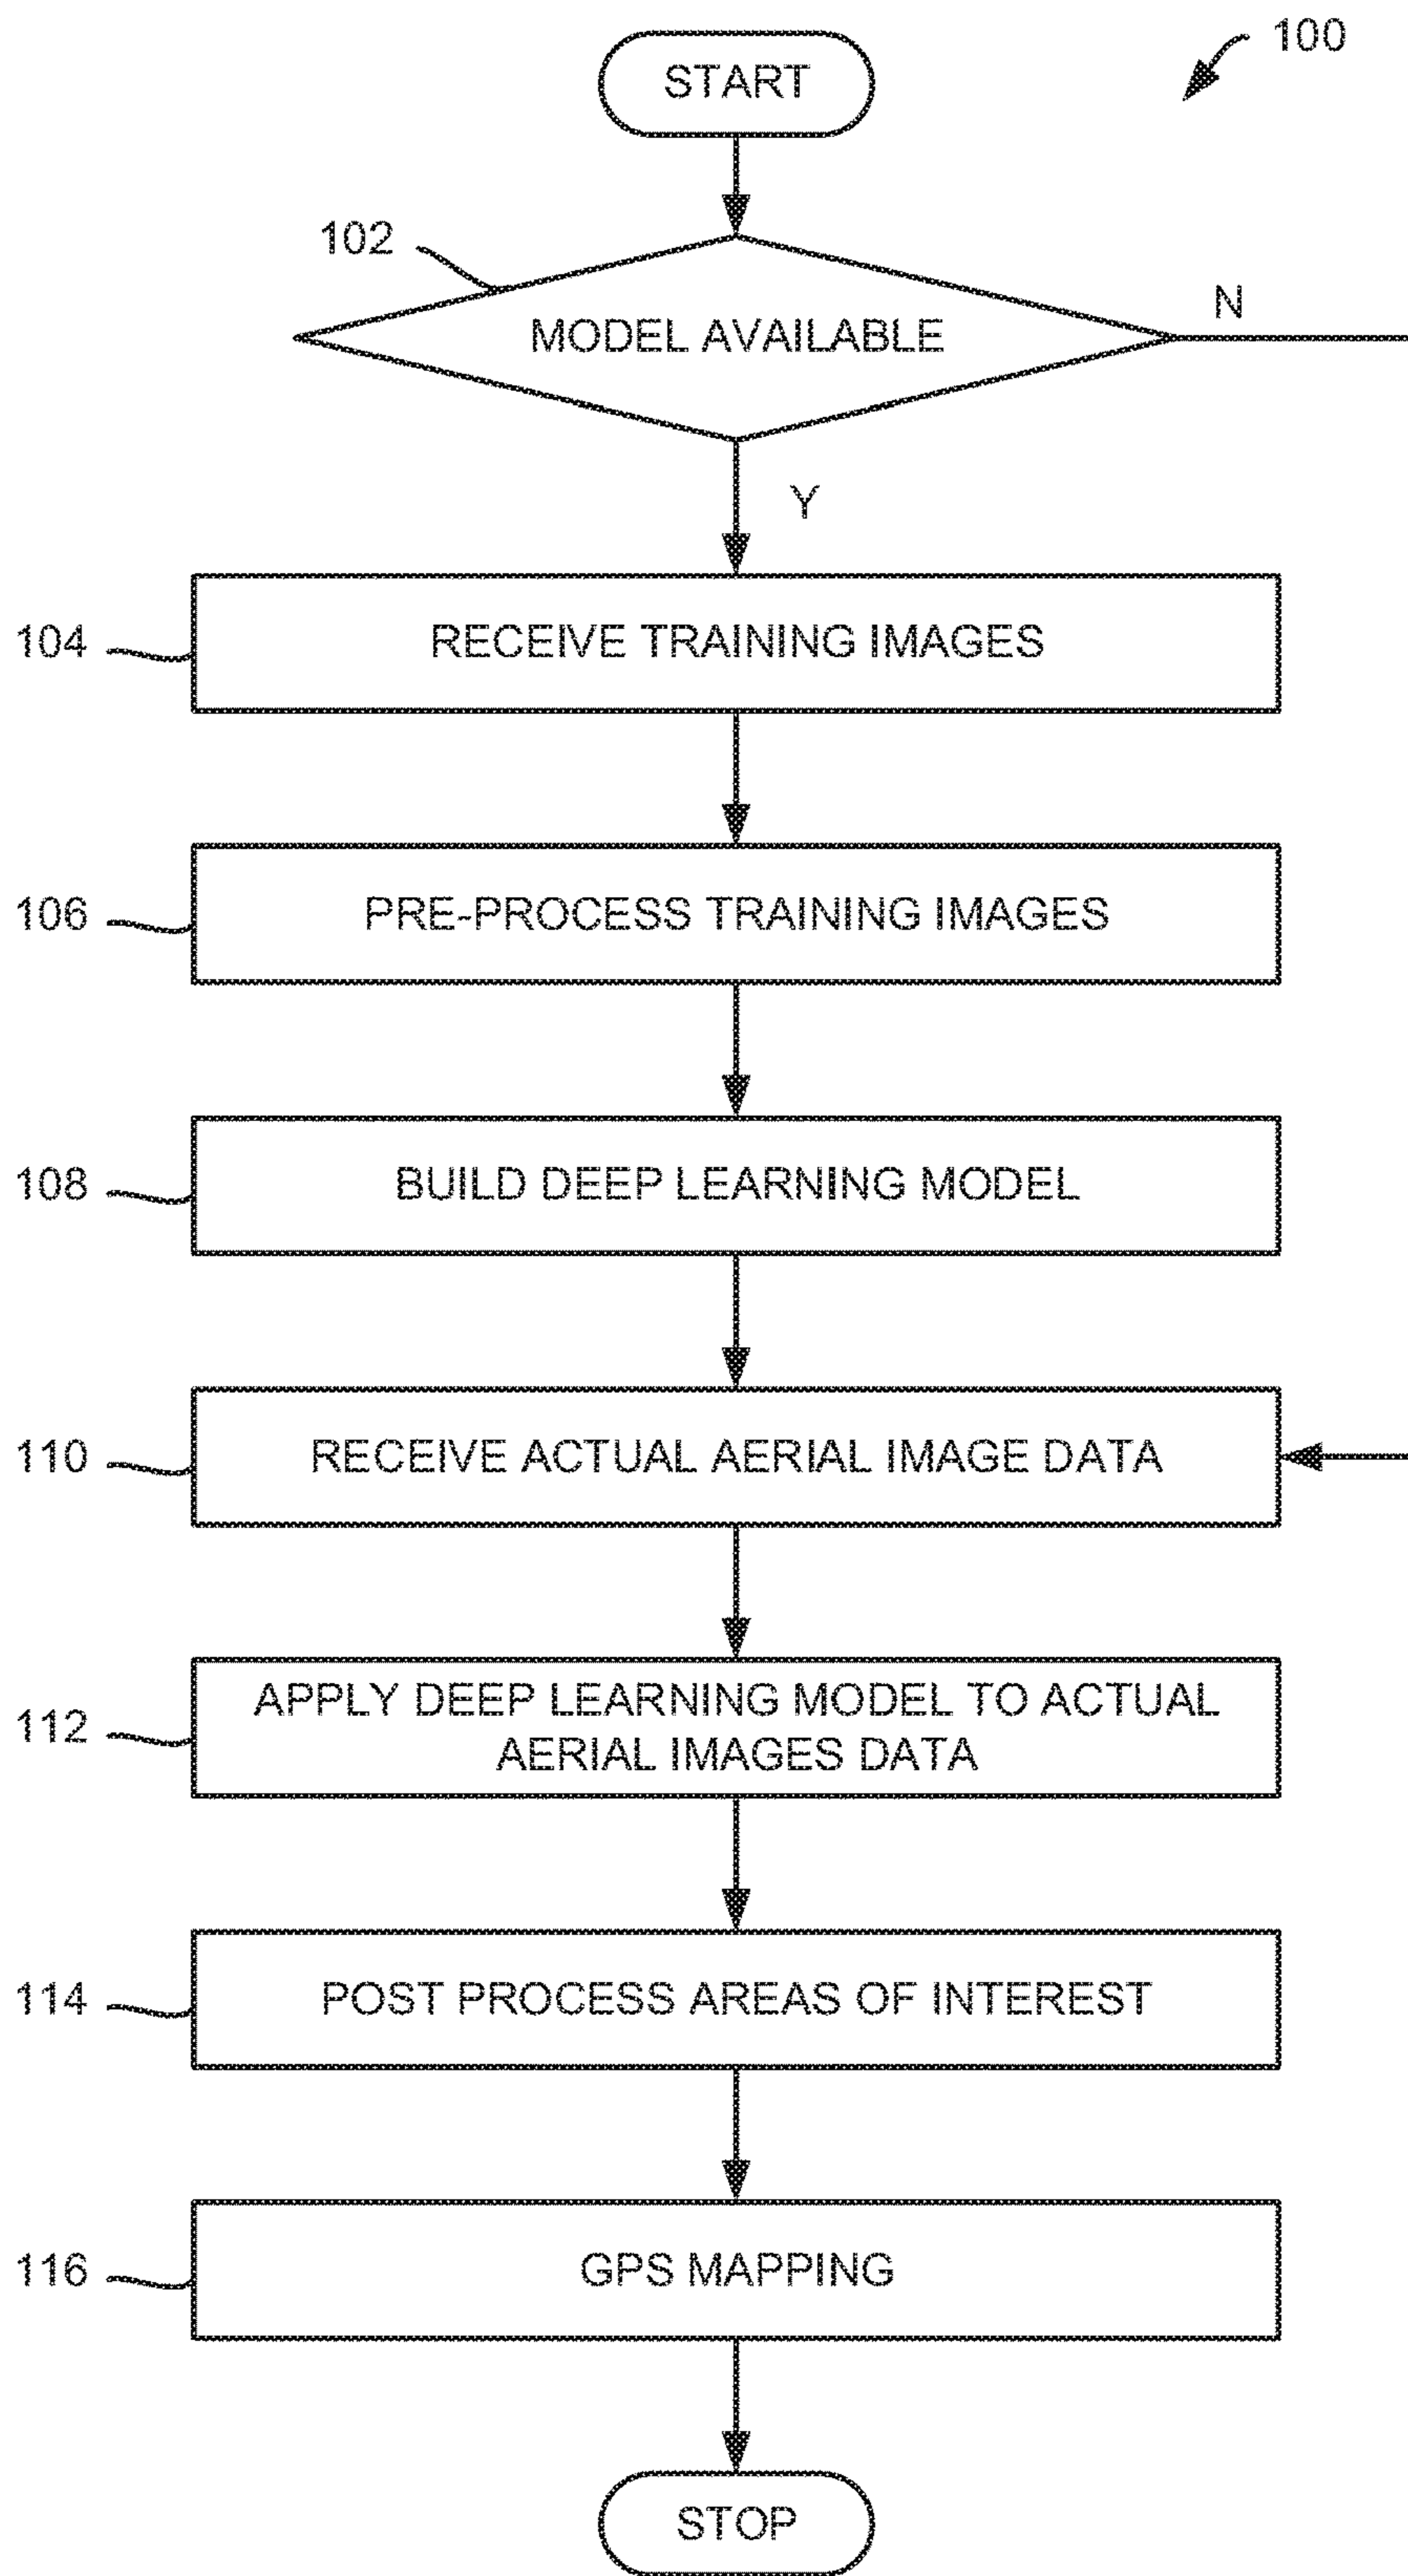 100
START
102
MODEL AVAILABLE
N
Y
104
RECEIVE TRAINING IMAGES
106
PRE-PROCESS TRAINING IMAGES
108
BUILD DEEP LEARNING MODEL
110
RECEIVE ACTUAL AERIAL IMAGE DATA
112
APPLY DEEP LEARNING MODEL TO ACTUAL
AERIAL IMAGES DATA
114
POST PROCESS AREAS OF INTEREST
116
GPS MAPPING
STOP